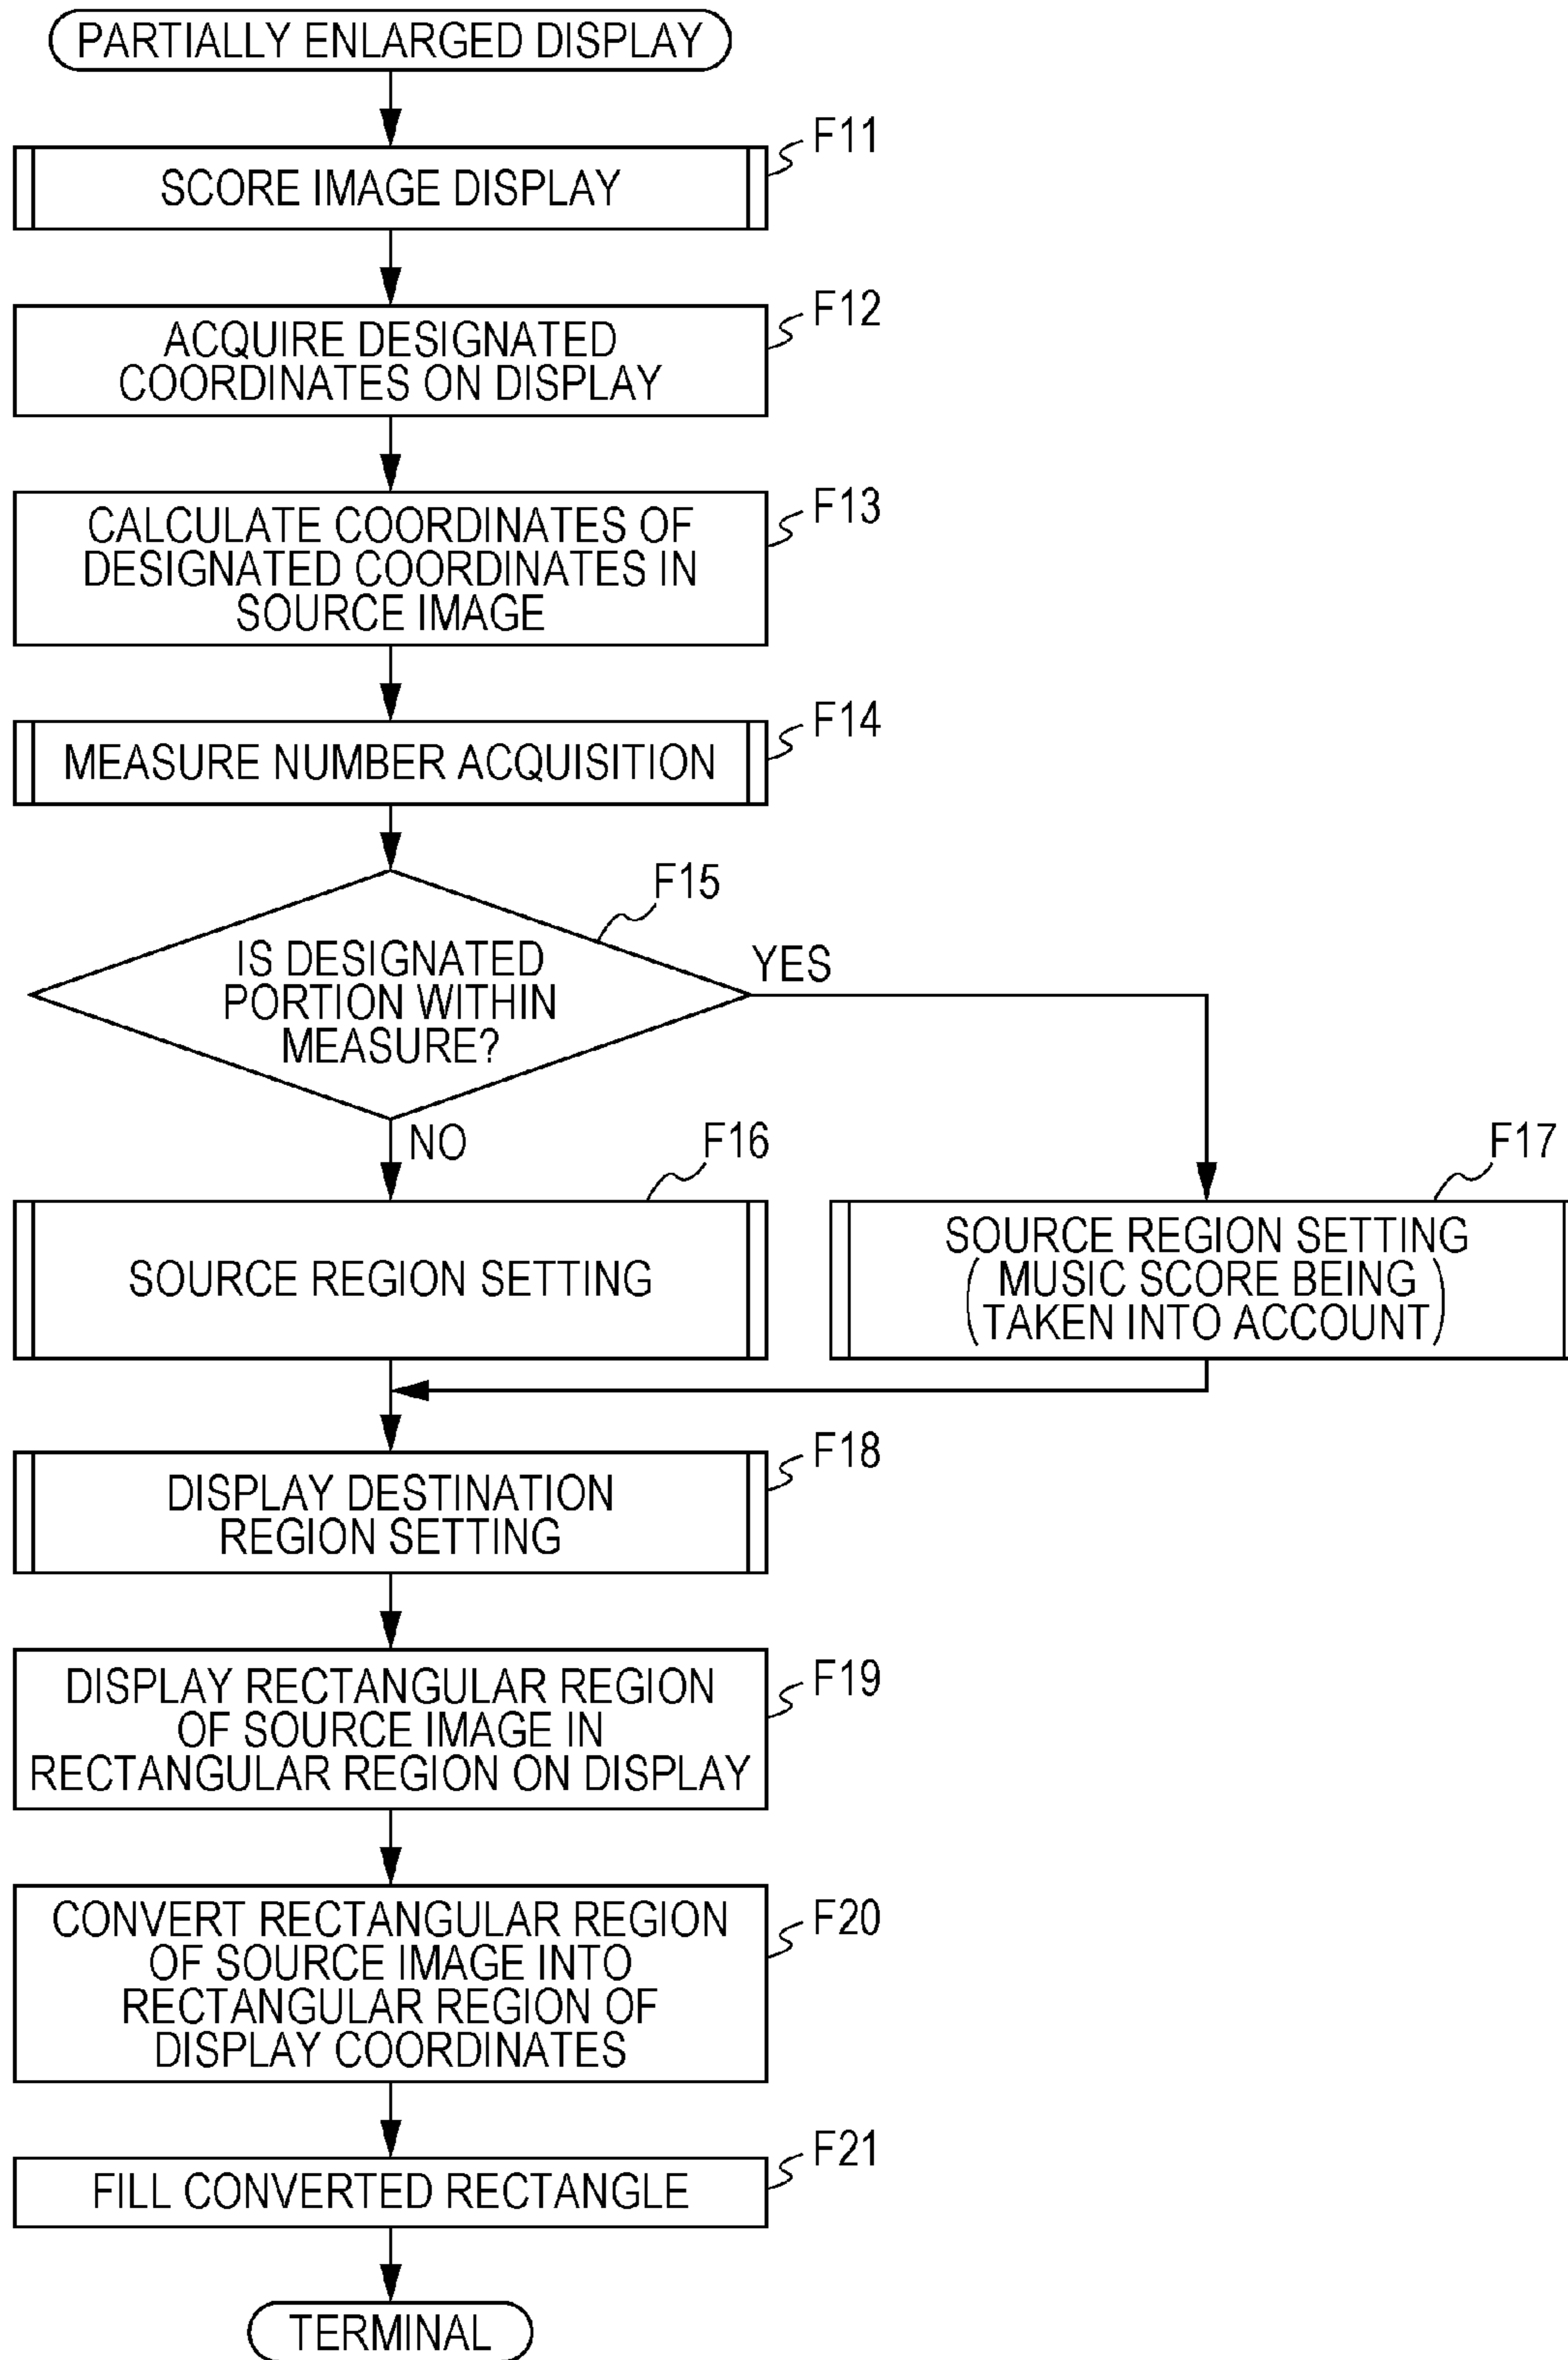 PARTIALLY ENLARGED DISPLAY
F11
SCORE IMAGE DISPLAY
F12
ACQUIRE DESIGNATED
COORDINATES ON DISPLAY
F13
CALCULATE COORDINATES OF
DESIGNATED COORDINATES IN
SOURCE IMAGE
F14
MEASURE NUMBER ACQUISITION
F15
IS DESIGNATED
PORTION WITHIN
MEASURE?
YES
NO
F16
SOURCE REGION SETTING
F17
SOURCE REGION SETTING
(MUSIC SCORE BEING
TAKEN INTO ACCOUNT)
F18
DISPLAY DESTINATION
REGION SETTING
F19
DISPLAY RECTANGULAR REGION
OF SOURCE IMAGE IN
RECTANGULAR REGION ON DISPLAY
F20
CONVERT RECTANGULAR REGION
OF SOURCE IMAGE INTO
RECTANGULAR REGION OF
DISPLAY COORDINATES
F21
FILL CONVERTED RECTANGLE
TERMINAL